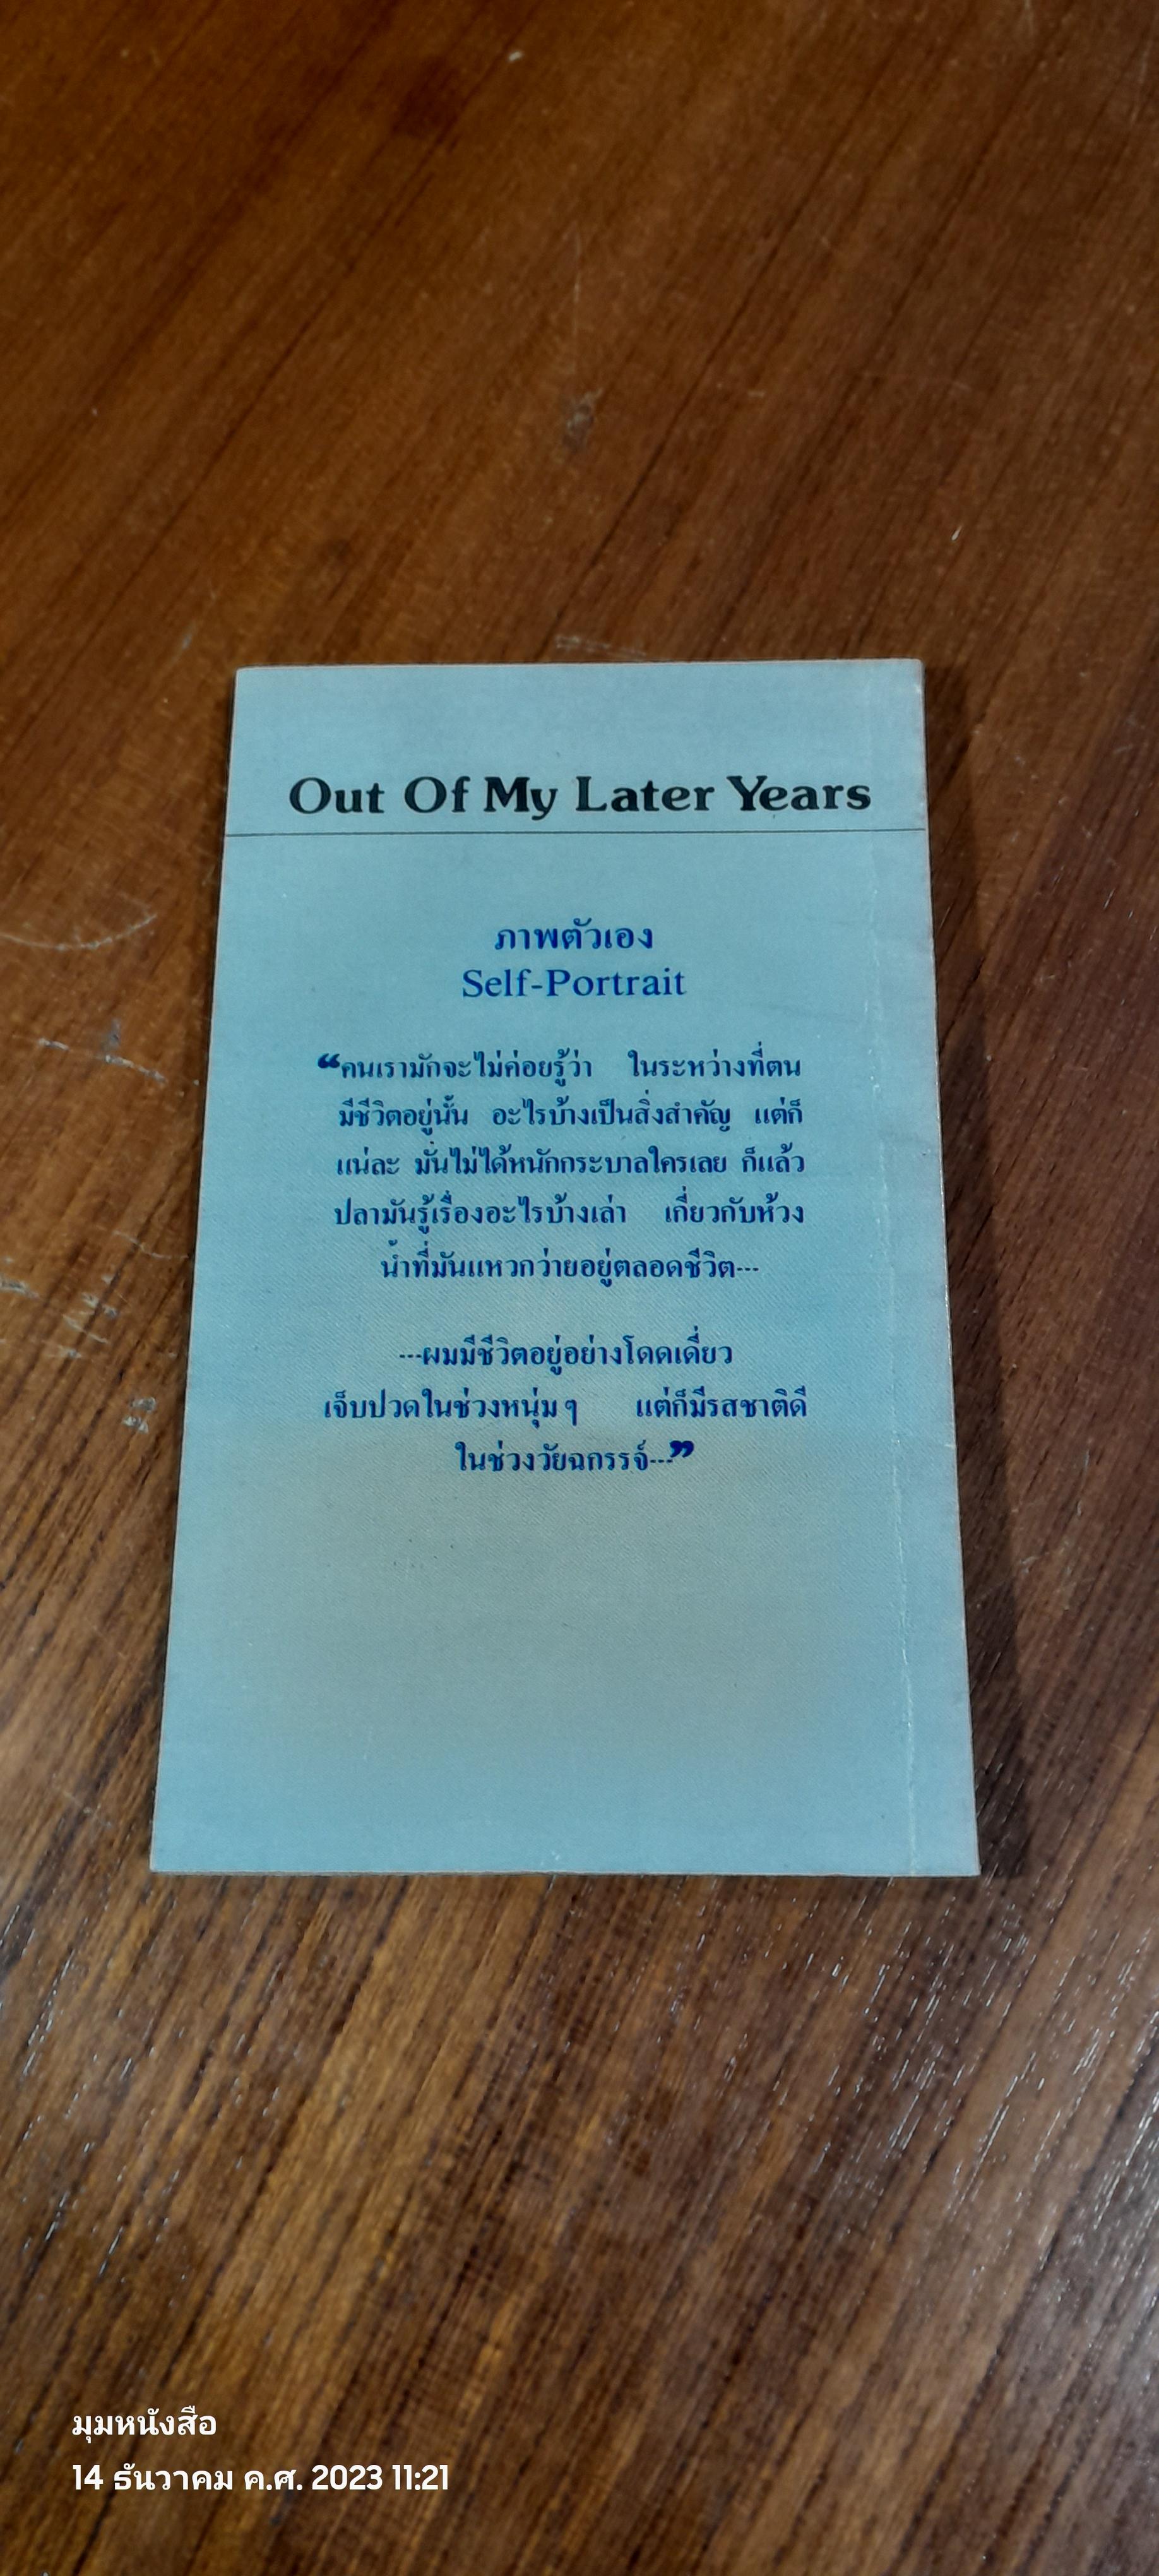 Out Of My Later Years
ภาพตัวเอง
Self-Portrait
“คนเรามักจะไม่ค่อยรู้ว่า ในระหว่างที่ตน
มีชีวิตอยู่นั้น อะไรบ้างเป็นสิ่งสำคัญ แต่ก็
แน่ละ มันไม่ได้หนักกระบาลใครเลย ก็แล้ว
ปลามันรู้เรื่องอะไรบ้างเล่า เกี่ยวกับห้วง
น้ำที่มันแหวกว่ายอยู่ตลอดชีวิต---
---ผมมีชีวิตอยู่อย่างโดดเดี่ยว
เจ็บปวดในช่วงหนุ่ม ๆ แต่ก็มีรสชาติดี
ในช่วงวัยฉกรรจ์---”
มุมหนังสือ
14 ธันวาคม ค.ศ. 2023 11:21